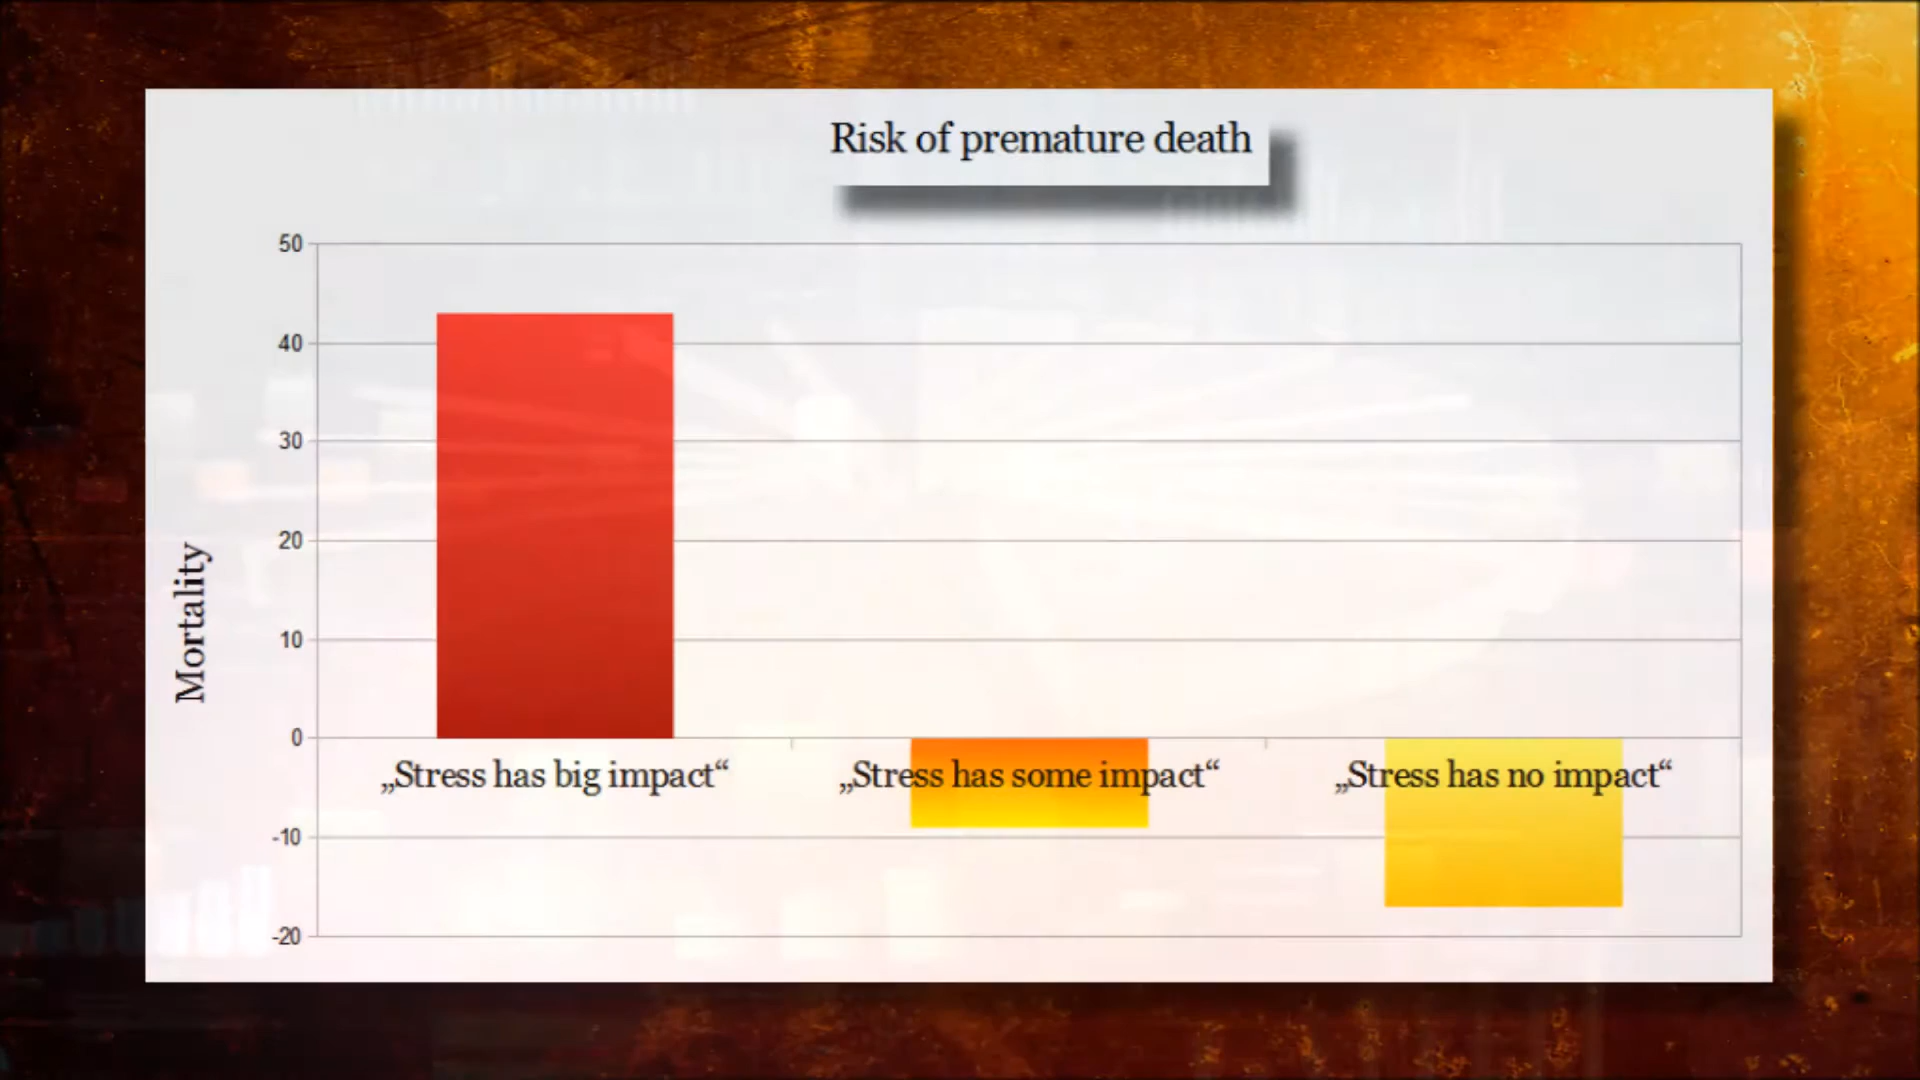 Risk of premature death
50
40
30
20
10
0
-10
-20
Mortality
„Stress has big impact“
„Stress has some impact“
„Stress has no impact“